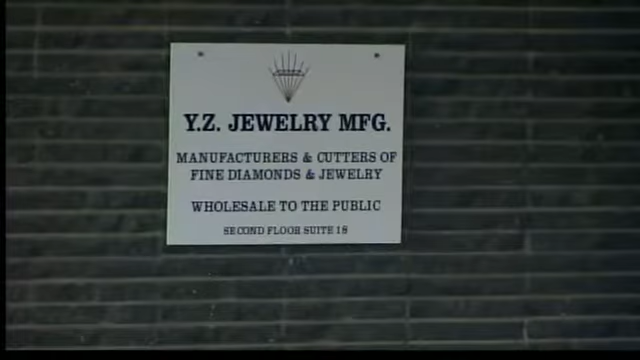 Y.Z. JEWELRY MFG.
MANUFACTURERS & CUTTERS OF
FINE DIAMONDS & JEWELRY
WHOLESALE TO THE PUBLIC
SECOND FLOOR SUITE 18